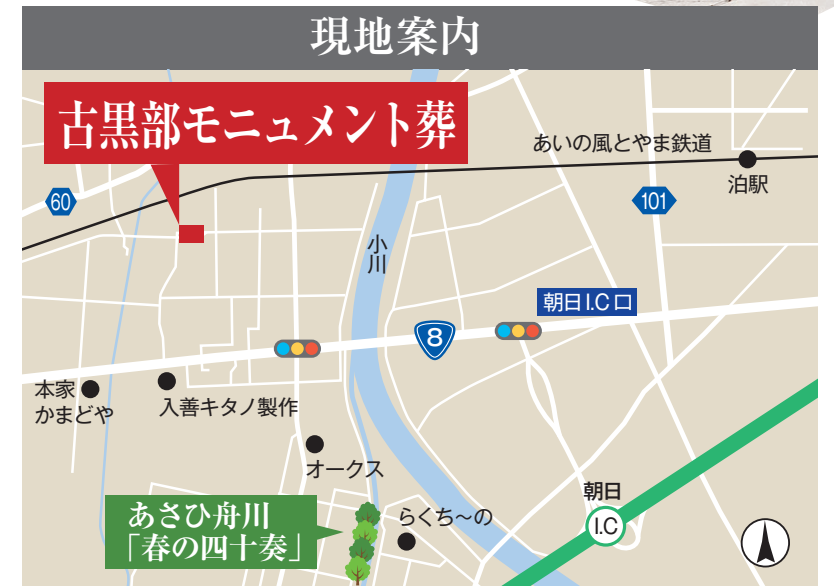 現地案内
古黒部モニュメント葬
あいの風とやま鉄道
泊駅
60
101
小川
朝日I.C口
8
本家
かまどや
入善キタノ製作
オークス
朝日
I.C
あさひ舟川
「春の四十奏」
らくち~の